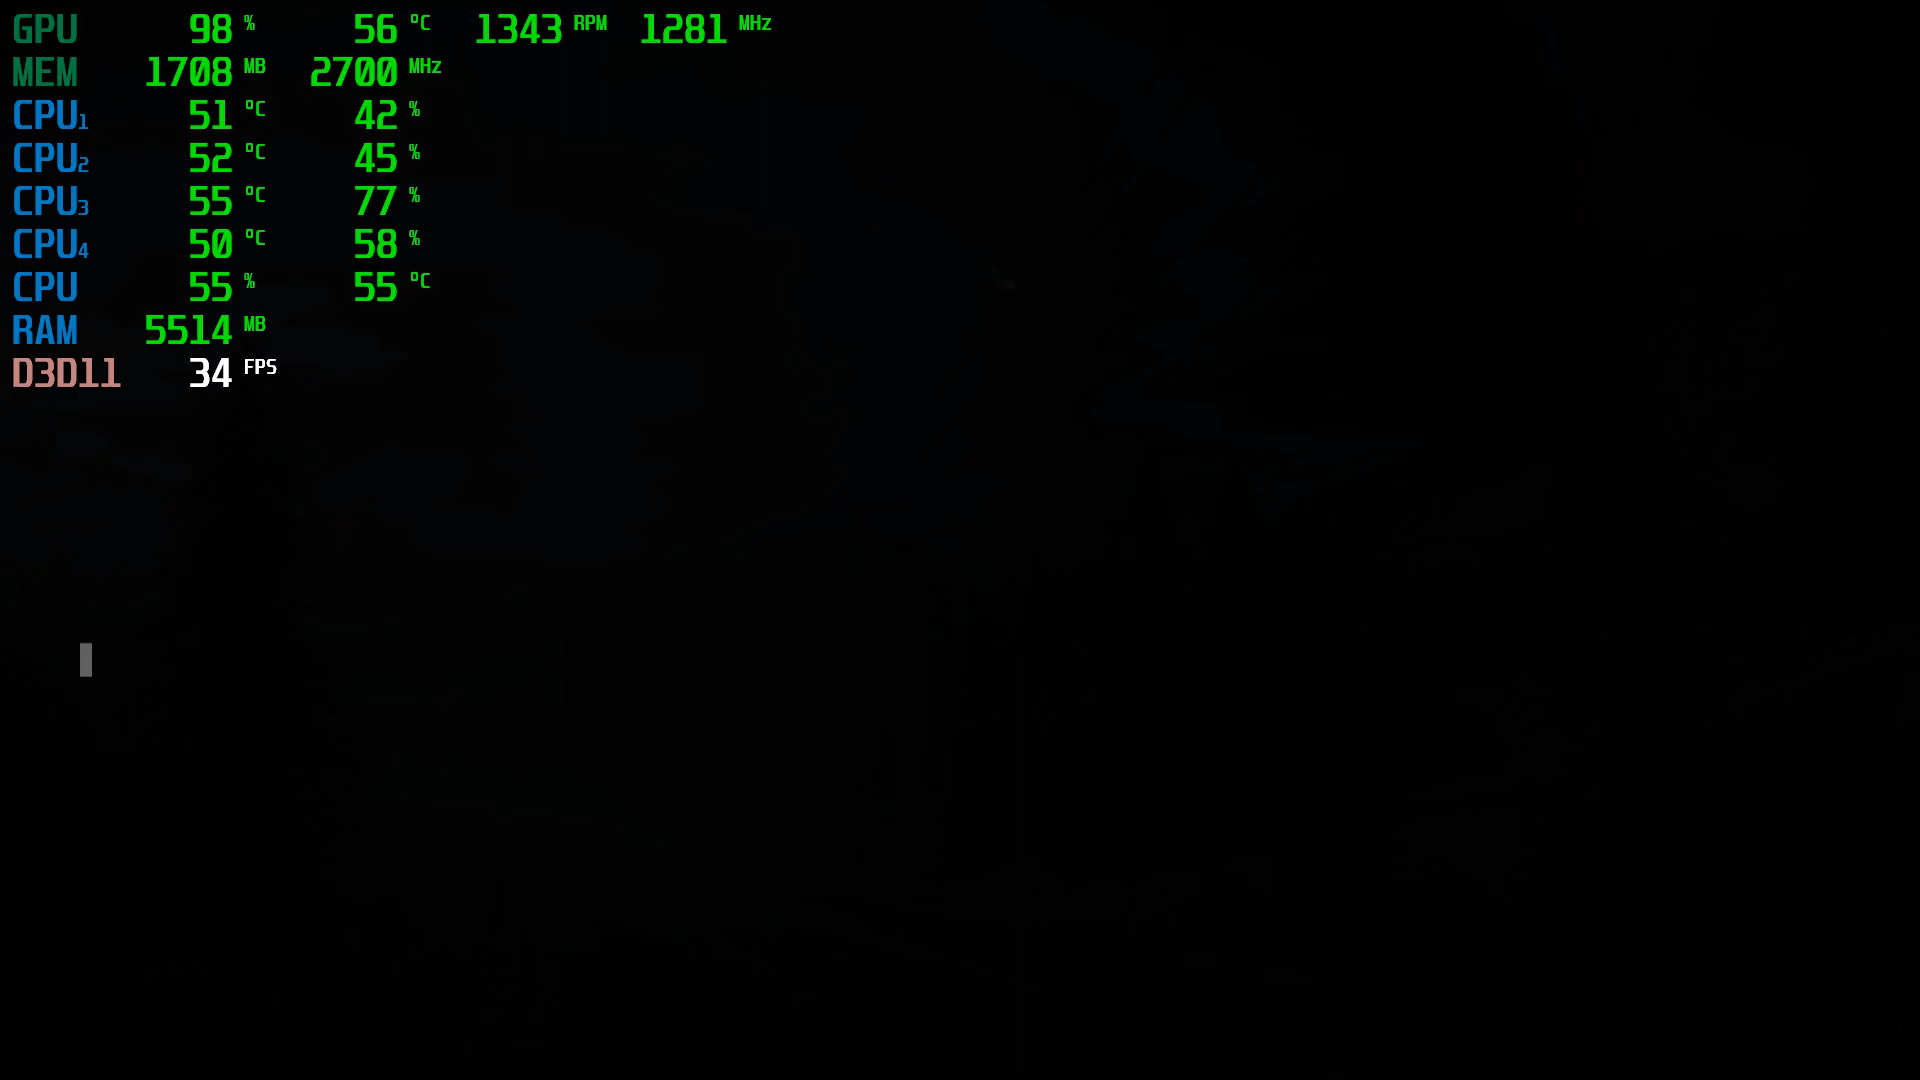 GPU 98 % 56 °C 1343 RPM 1281 MHz
MEM 1708 MB 2700 MHz
CPU1 51 °C 42 %
CPU2 52 °C 45 %
CPU3 55 °C 77 %
CPU4 50 °C 58 %
CPU 55 % 55 °C
RAM 5514 MB
D3D11 34 FPS